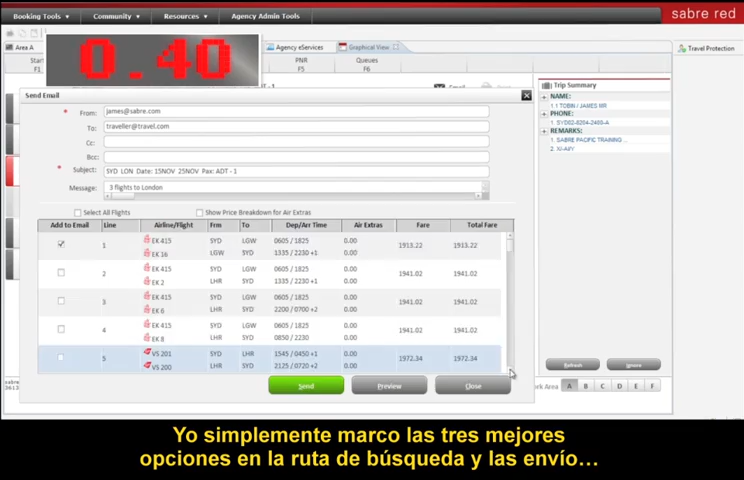 Booking Tools Community Resources Agency Admin Tools
sabre red
Area A
Agency eServices
Graphical View
Travel Protection
Start
F1
PNR
F5
Queues
F6
0.40
Send Email
From: james@sabre.com
To: traveller@travel.com
Cc:
Bcc:
Subject: SYD LON Date: 15NOV 25NOV Pax: ADT - 1
Message: 3 flights to London
Select All Flights Show Price Breakdown for Air Extras
Add to Email Line Airline/Flight Frm To Dep/Arr Time Air Extras Fare Total Fare
1 EK 415 SYD LGW 0605 / 1825 0.00 1913.22 1913.22
EK 16 LGW SYD 1335 / 2230 +1 0.00
2 EK 415 SYD LGW 0605 / 1825 0.00 1941.02 1941.02
EK 2 LHR SYD 1335 / 2230 +1 0.00
3 EK 415 SYD LGW 0605 / 1825 0.00 1941.02 1941.02
EK 6 LHR SYD 2200 / 0700 +2 0.00
4 EK 415 SYD LGW 0605 / 1825 0.00 1941.02 1941.02
EK 8 LHR SYD 0850 / 2230 0.00
5 VS 201 SYD LHR 1545 / 0450 +1 0.00 1972.34 1972.34
VS 200 LHR SYD 2125 / 0720 +2 0.00
Send Preview Close
Trip Summary
NAME:
1.1 TOBIN / JAMES MR
PHONE:
REMARKS:
1. SABRE PACIFIC TRAINING ...
Refresh Ignore
A B C D E F
Yo simplemente marco las tres mejores
opciones en la ruta de búsqueda y las envío...